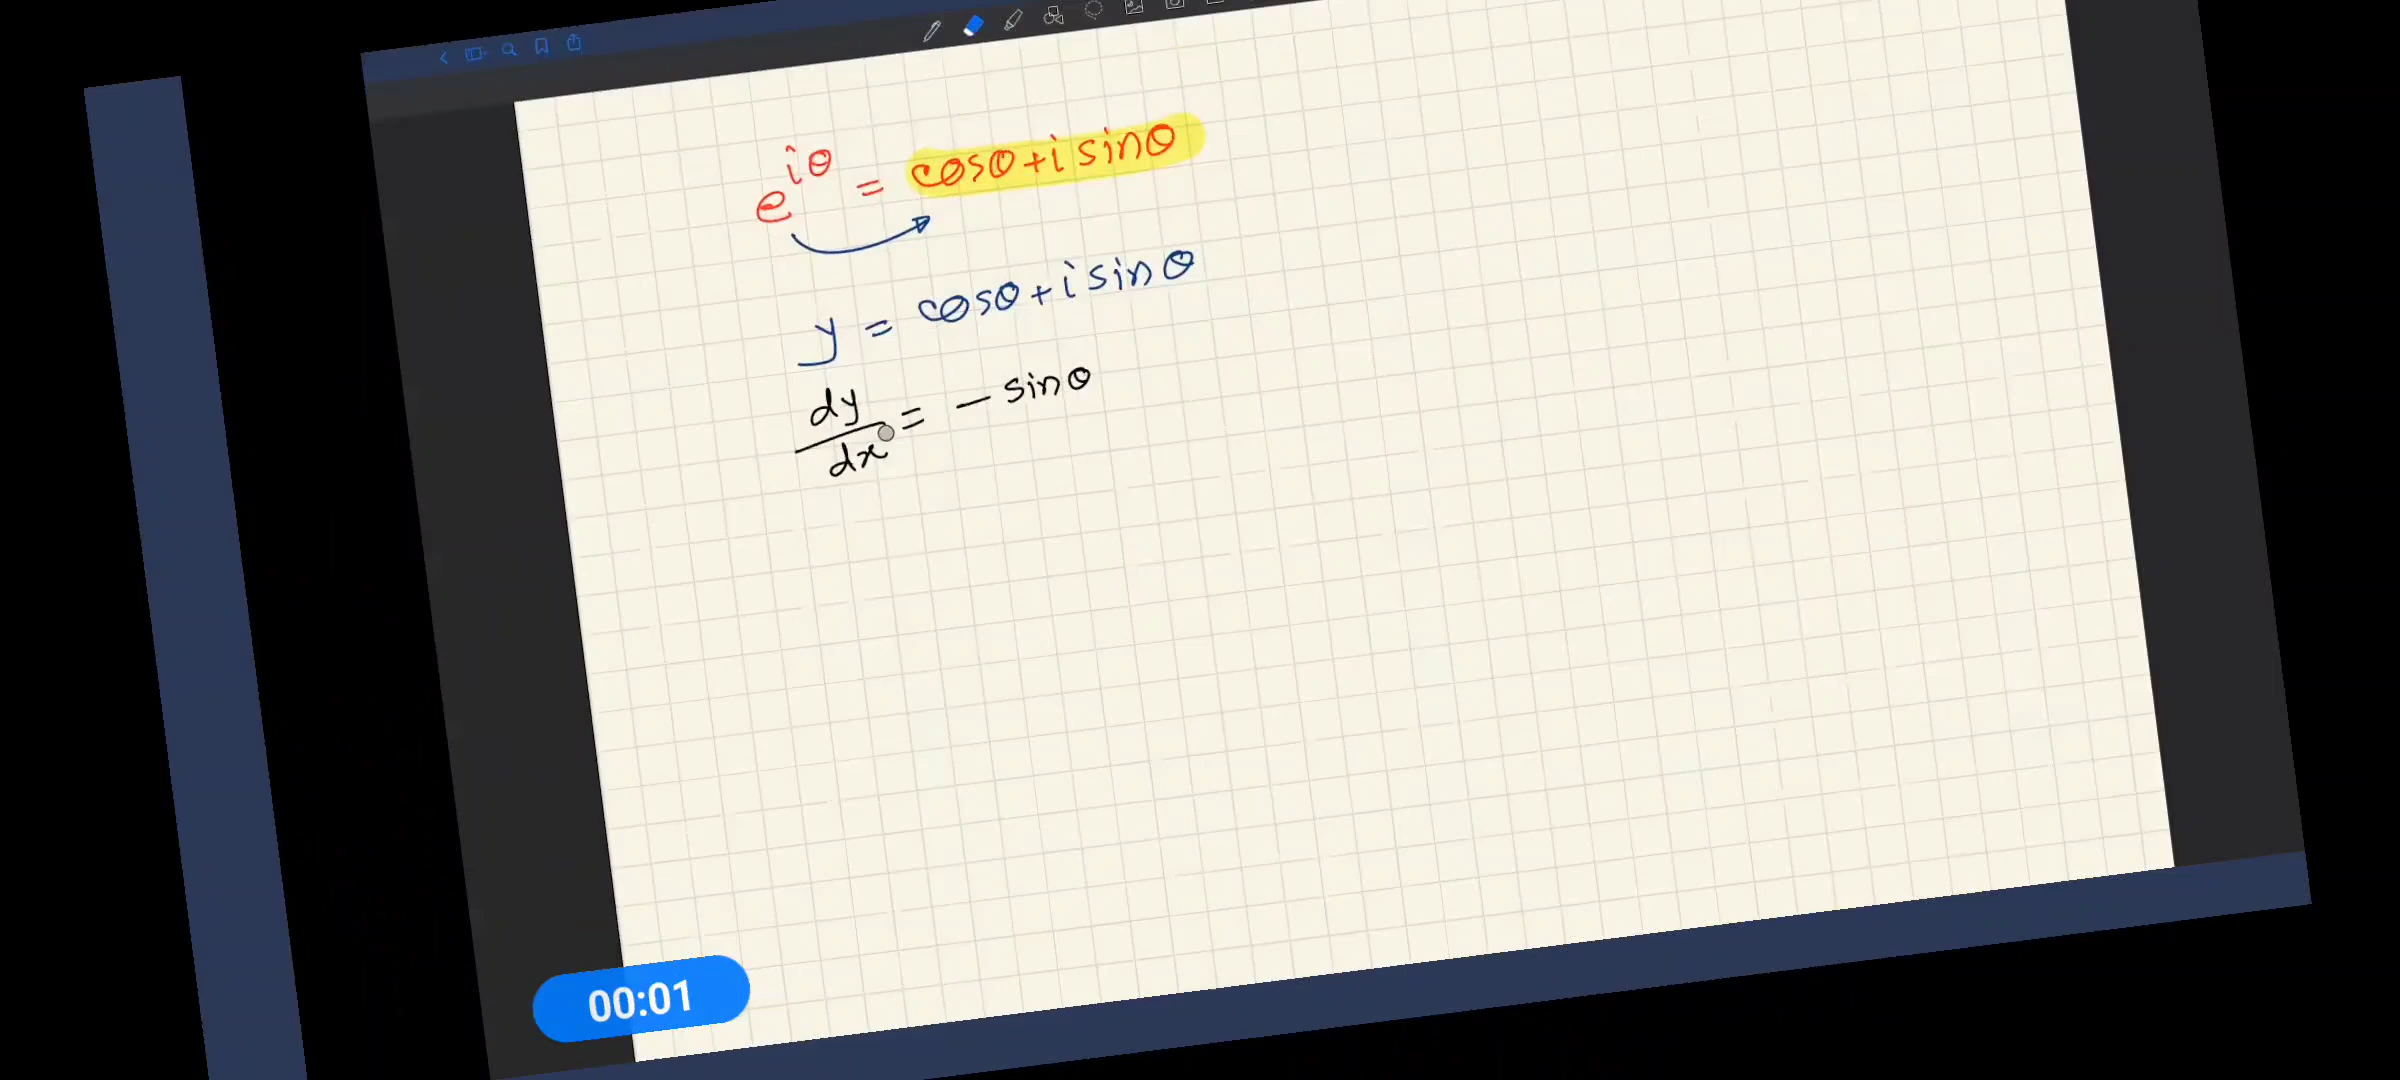 e^{iθ} = cosθ+i sinθ
y = cosθ+i sinθ
dy/dx = - sinθ
00:01